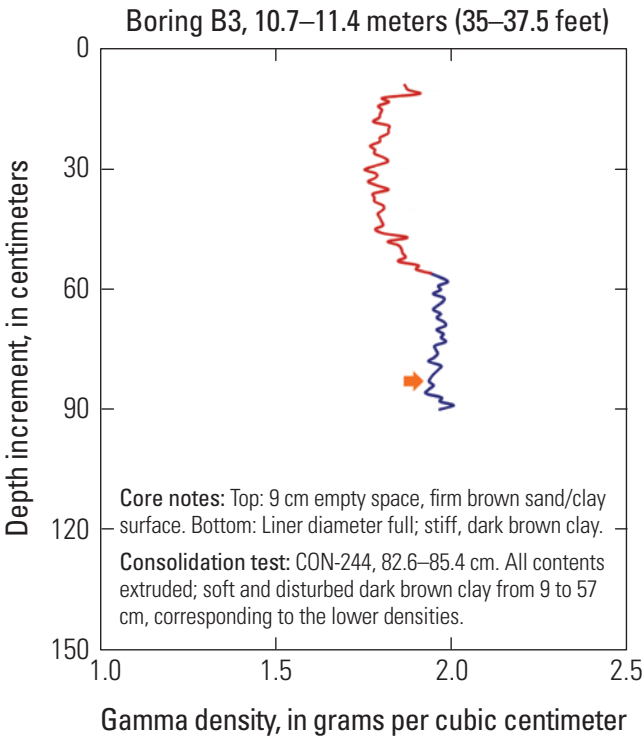 Boring B3, 10.7–11.4 meters (35–37.5 feet)
0
30
60
90
120
150
Depth increment, in centimeters
Core notes: Top: 9 cm empty space, firm brown sand/clay
surface. Bottom: Liner diameter full; stiff, dark brown clay.
Consolidation test: CON-244, 82.6–85.4 cm. All contents
extruded; soft and disturbed dark brown clay from 9 to 57
cm, corresponding to the lower densities.
1.0
1.5
2.0
2.5
Gamma density, in grams per cubic centimeter